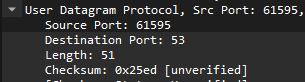 User Datagram Protocol, Src Port: 61595,
Source Port: 61595
Destination Port: 53
Length: 51
Checksum: 0x25ed [unverified]